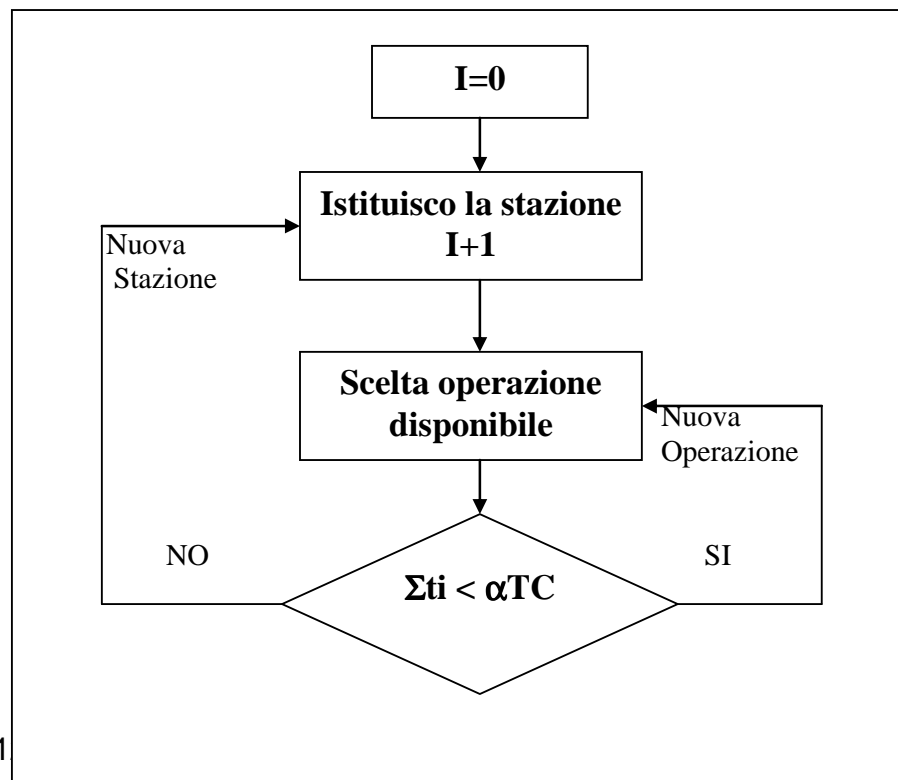 I=0
Istituisco la stazione
I+1
Nuova
Stazione
Scelta operazione
disponibile
Nuova
Operazione
NO
SI
Σti < αTC
1